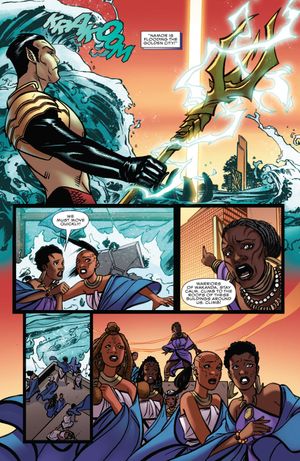 KRAKOOM
"NAMOR IS
FLOODING THE
GOLDEN CITY!"
WE
MUST MOVE
QUICKLY!
WARRIORS
OF WAKANDA, STAY
CALM. CLIMB TO THE
ROOFS OF THESE
BUILDINGS AROUND
US. CLIMB!